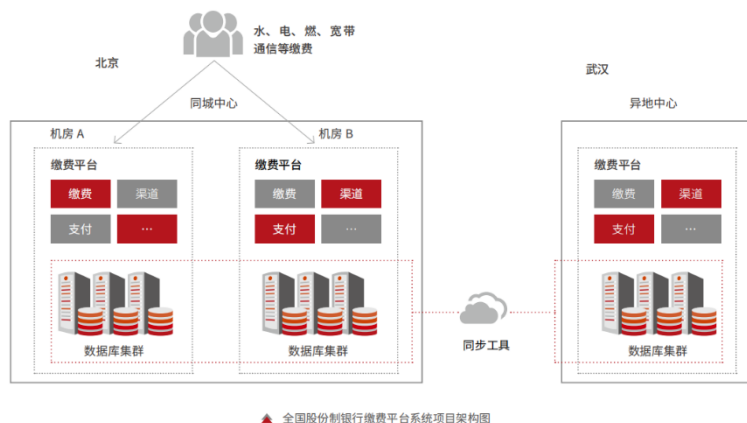 水、电、燃、宽带
通信等缴费
北京
武汉
同城中心
异地中心
机房 A
机房 B
缴费平台
缴费
渠道
支付
…
数据库集群
缴费平台
缴费
渠道
支付
…
数据库集群
同步工具
缴费平台
缴费
渠道
支付
…
数据库集群
全国股份制银行缴费平台系统项目架构图